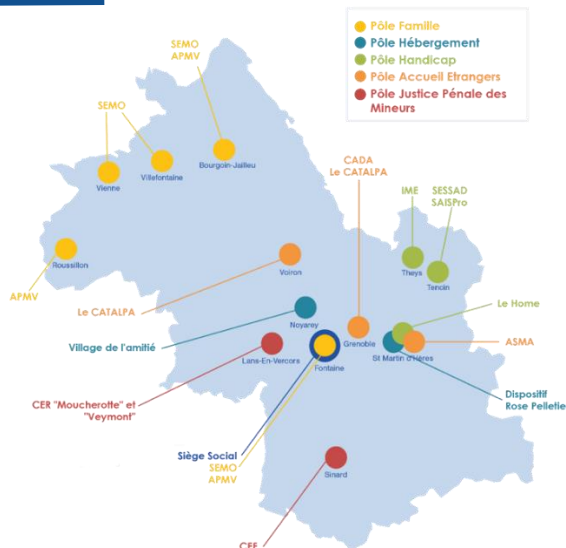 Pôle Famille
Pôle Hébergement
Pôle Handicap
Pôle Accueil Etrangers
Pôle Justice Pénale des
Mineurs
SEMO
APMV
SEMO
Bourgoin-Jailleu
Villefontaine
Vienne
CADA
Le CATALPA
IME
SESSAD
SAISPro
Roussillon
APMV
Voiron
Theys
Tencin
Le CATALPA
Le Home
Noyarey
Village de l'amitié
Grenoble
St Martin d'Hères
ASMA
Lans-En-Vercors
Fontaine
CER "Moucherotte" et
"Veymont"
Dispositif
Rose Pelletie
Siège Social
SEMO
APMV
Sinard